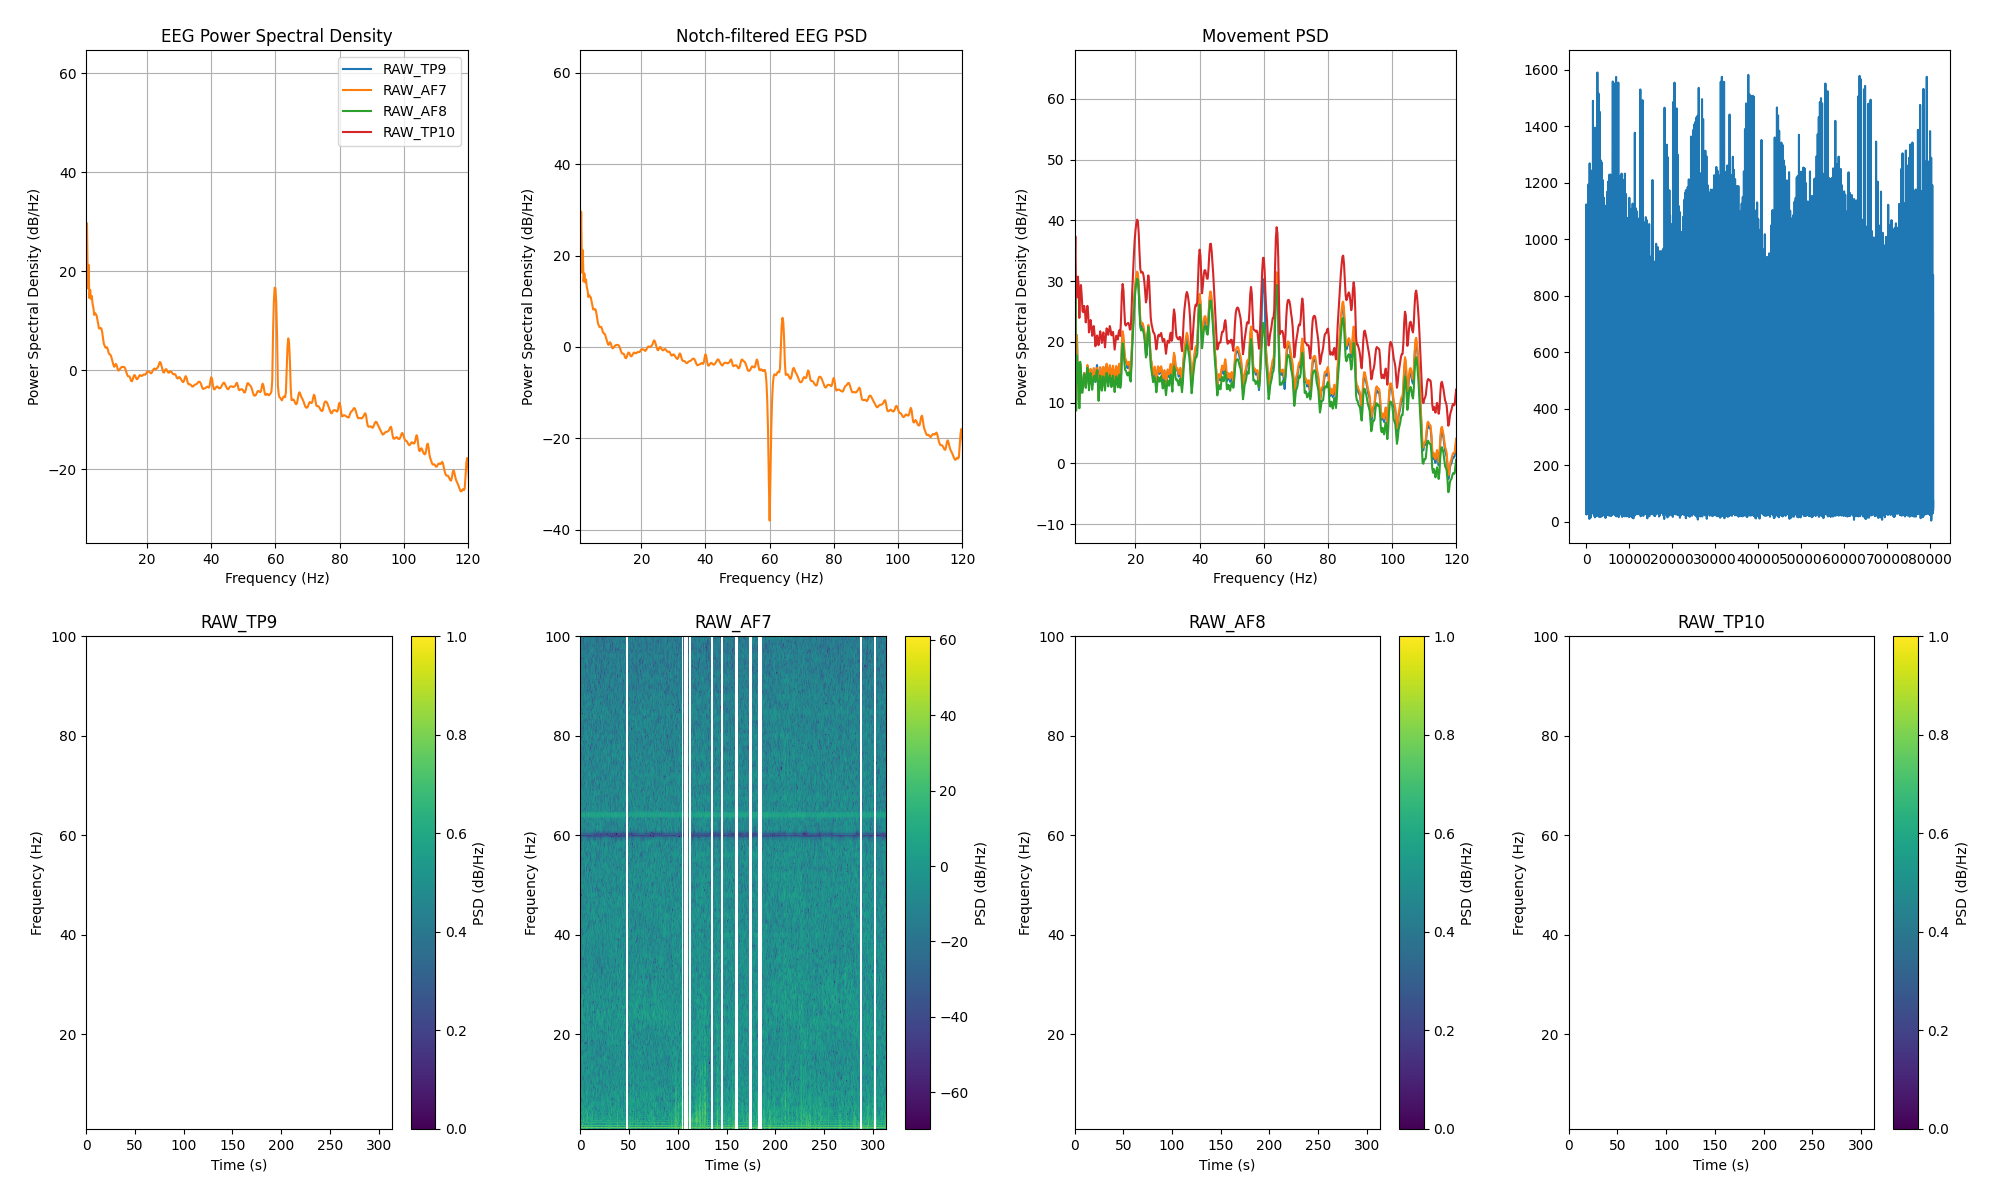 EEG Power Spectral Density
Power Spectral Density (dB/Hz)
60
40
20
0
−20
RAW_TP9
RAW_AF7
RAW_AF8
RAW_TP10
20 40 60 80 100 120
Frequency (Hz)
Notch-filtered EEG PSD
Power Spectral Density (dB/Hz)
60
40
20
0
−20
−40
20 40 60 80 100 120
Frequency (Hz)
Movement PSD
Power Spectral Density (dB/Hz)
60
50
40
30
20
10
0
−10
20 40 60 80 100 120
Frequency (Hz)
1600
1400
1200
1000
800
600
400
200
0
0 10000 20000 30000 40000 50000 60000 70000 80000
RAW_TP9
Frequency (Hz)
100
80
60
40
20
0 50 100 150 200 250 300
Time (s)
1.0
0.8
0.6
0.4
0.2
0.0
PSD (dB/Hz)
RAW_AF7
Frequency (Hz)
100
80
60
40
20
0 50 100 150 200 250 300
Time (s)
60
40
20
0
−20
−40
−60
PSD (dB/Hz)
RAW_AF8
Frequency (Hz)
100
80
60
40
20
0 50 100 150 200 250 300
Time (s)
1.0
0.8
0.6
0.4
0.2
0.0
PSD (dB/Hz)
RAW_TP10
Frequency (Hz)
100
80
60
40
20
0 50 100 150 200 250 300
Time (s)
1.0
0.8
0.6
0.4
0.2
0.0
PSD (dB/Hz)